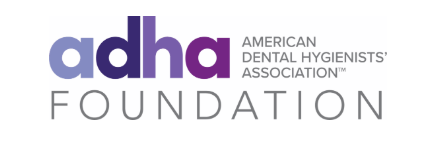 adha
AMERICAN
DENTAL HYGIENISTS'
ASSOCIATION™
FOUNDATION